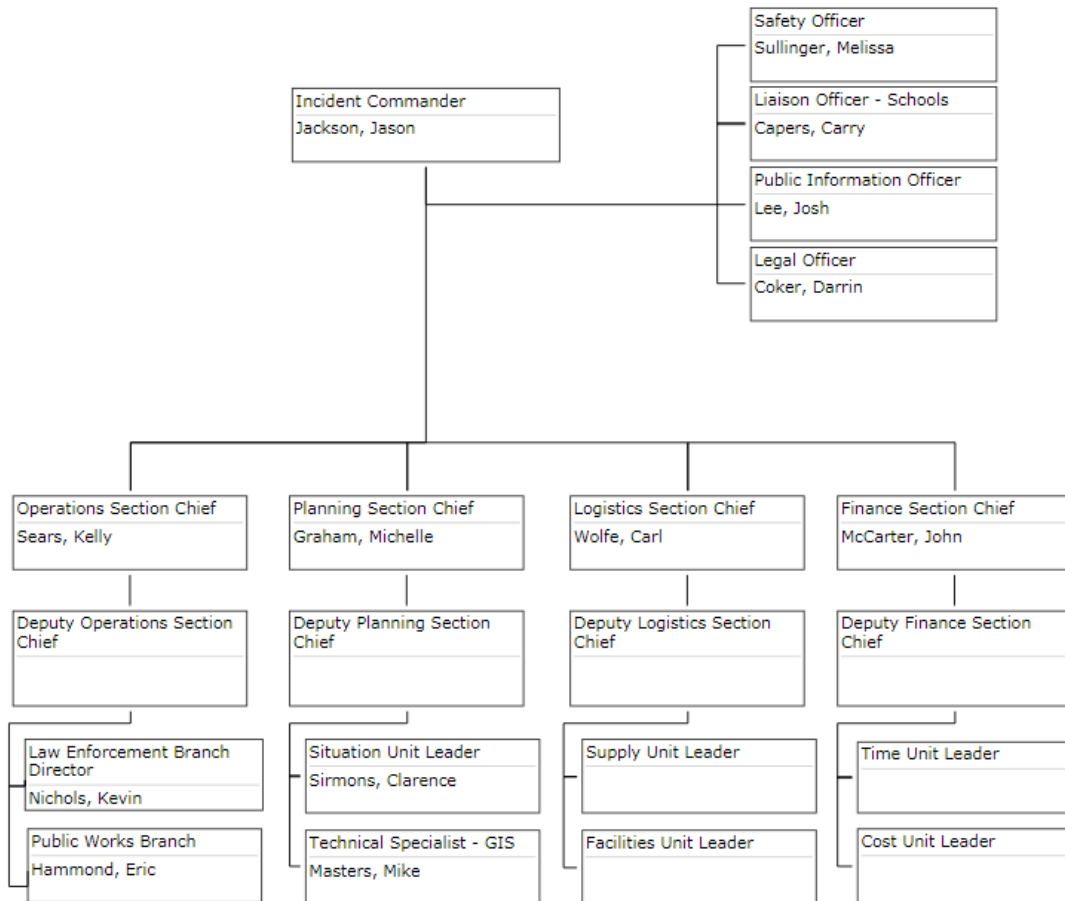 Safety Officer
Sullinger, Melissa
Incident Commander
Jackson, Jason
Liaison Officer - Schools
Capers, Carry
Public Information Officer
Lee, Josh
Legal Officer
Coker, Darrin
Operations Section Chief
Sears, Kelly
Planning Section Chief
Graham, Michelle
Logistics Section Chief
Wolfe, Carl
Finance Section Chief
McCarter, John
Deputy Operations Section
Chief
Deputy Planning Section
Chief
Deputy Logistics Section
Chief
Deputy Finance Section
Chief
Law Enforcement Branch
Director
Nichols, Kevin
Situation Unit Leader
Sirmons, Clarence
Supply Unit Leader
Time Unit Leader
Public Works Branch
Hammond, Eric
Technical Specialist - GIS
Masters, Mike
Facilities Unit Leader
Cost Unit Leader